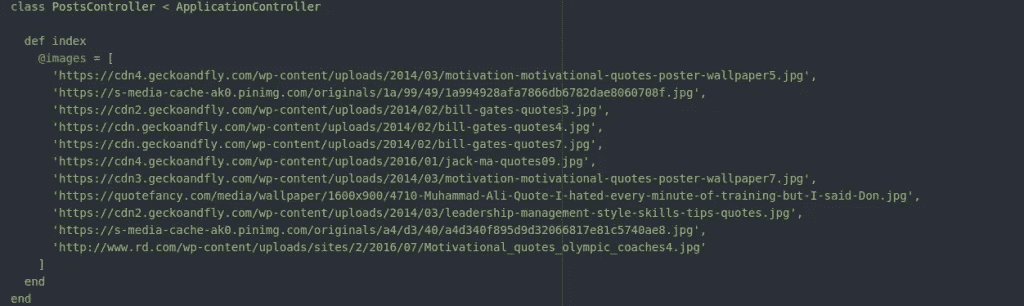 class PostsController < ApplicationController
def index
@images = [
'https://cdn4.geckoandfly.com/wp-content/uploads/2014/03/motivation-motivational-quotes-poster-wallpaper5.jpg',
'https://s-media-cache-ak0.pinimg.com/originals/1a/99/49/1a994928afa7866db6782dae8060708f.jpg',
'https://cdn2.geckoandfly.com/wp-content/uploads/2014/02/bill-gates-quotes3.jpg',
'https://cdn.geckoandfly.com/wp-content/uploads/2014/02/bill-gates-quotes4.jpg',
'https://cdn.geckoandfly.com/wp-content/uploads/2014/02/bill-gates-quotes7.jpg',
'https://cdn4.geckoandfly.com/wp-content/uploads/2016/01/jack-ma-quotes09.jpg',
'https://cdn3.geckoandfly.com/wp-content/uploads/2014/03/motivation-motivational-quotes-poster-wallpaper7.jpg',
'https://quotefancy.com/media/wallpaper/1600x900/4710-Muhammad-Ali-Quote-I-hated-every-minute-of-training-but-I-said-Don.jpg',
'https://cdn2.geckoandfly.com/wp-content/uploads/2014/03/leadership-management-style-skills-tips-quotes.jpg',
'https://s-media-cache-ak0.pinimg.com/originals/a4/d3/40/a4d340f895d9d32066817e81c5740ae8.jpg',
'http://www.rd.com/wp-content/uploads/sites/2/2016/07/Motivational_quotes_olympic_coaches4.jpg'
]
end
end